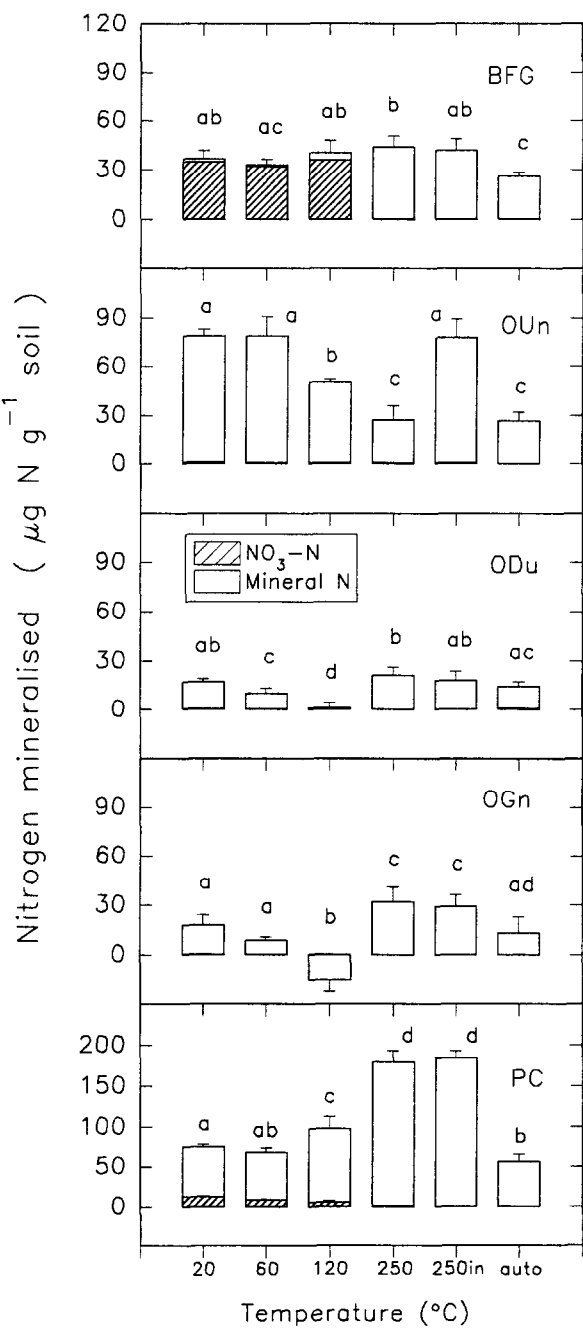 Nitrogen mineralised ( µg N g⁻¹ soil )
120
90
60
30
0
BFG
ab
ac
ab
b
ab
c
90
60
30
0
OUn
a
a
b
c
a
c
90
60
30
0
ODu
NO₃–N
Mineral N
ab
c
d
b
ab
ac
90
60
30
0
OGn
a
a
b
c
c
ad
200
150
100
50
0
PC
a
ab
c
d
d
b
20 60 120 250 250in auto
Temperature (°C)